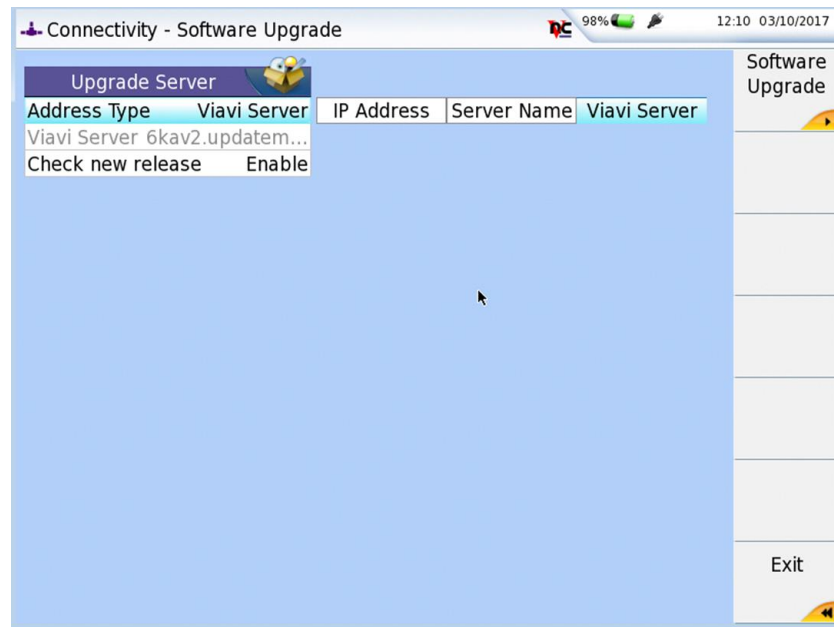 Connectivity - Software Upgrade
98%
12:10 03/10/2017
Upgrade Server
Address Type Viavi Server
IP Address Server Name Viavi Server
Viavi Server 6kav2.updatem...
Check new release Enable
Software
Upgrade
Exit